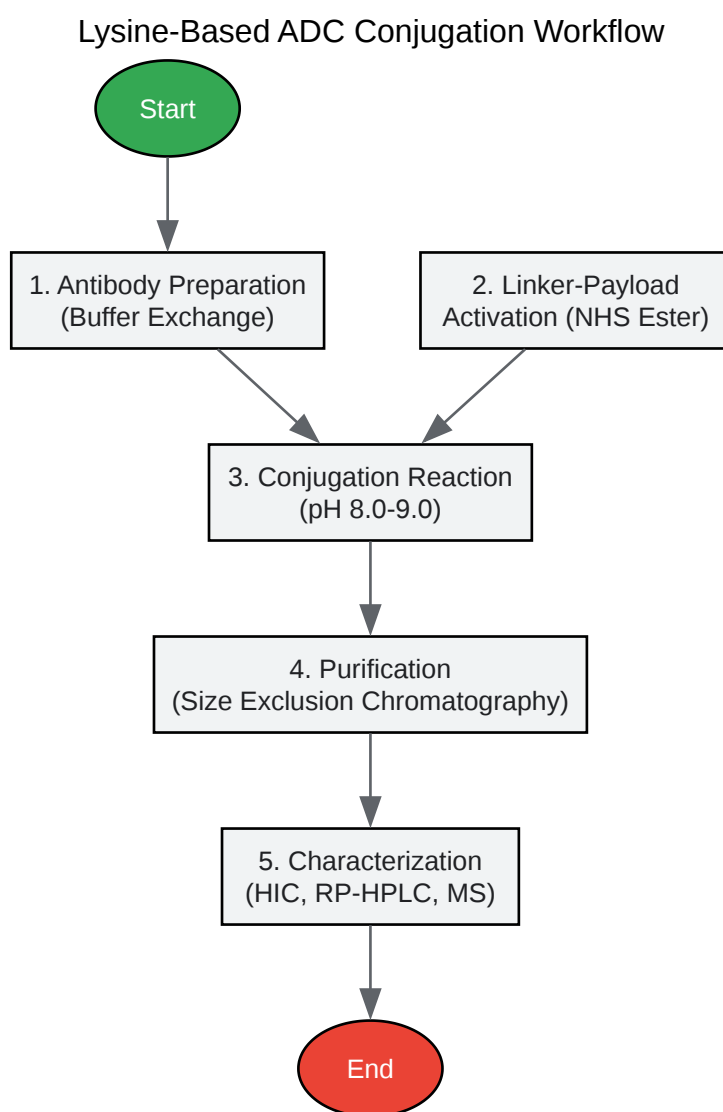 Lysine-Based ADC Conjugation Workflow
Start
1. Antibody Preparation
(Buffer Exchange)
2. Linker-Payload
Activation (NHS Ester)
3. Conjugation Reaction
(pH 8.0-9.0)
4. Purification
(Size Exclusion Chromatography)
5. Characterization
(HIC, RP-HPLC, MS)
End